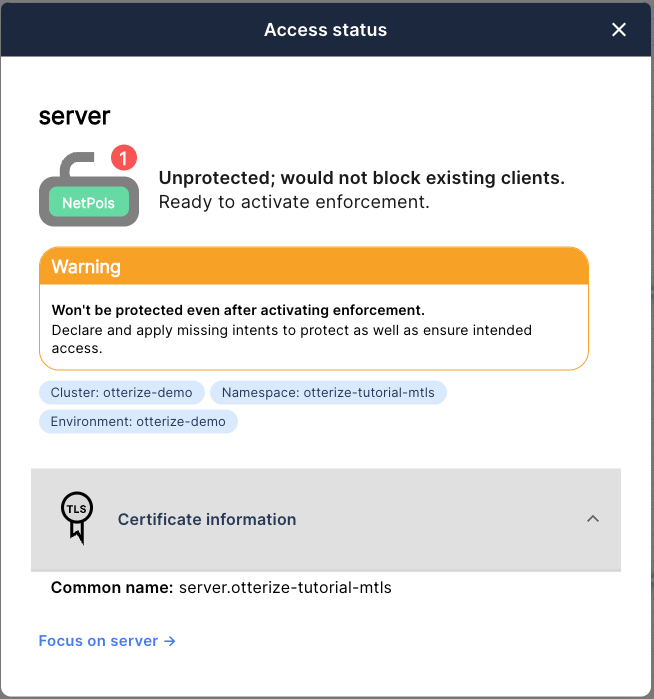 Access status
server
1
NetPols
Unprotected; would not block existing clients.
Ready to activate enforcement.
Warning
Won't be protected even after activating enforcement.
Declare and apply missing intents to protect as well as ensure intended
access.
Cluster: otterize-demo
Namespace: otterize-tutorial-mtls
Environment: otterize-demo
TLS
Certificate information
Common name: server.otterize-tutorial-mtls
Focus on server →